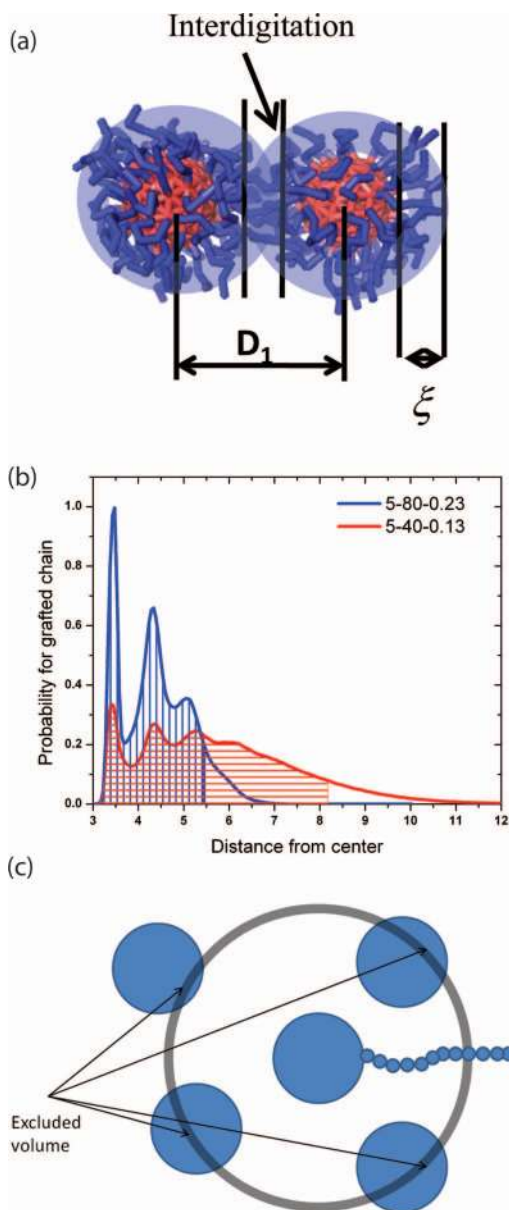 (a)
Interdigitation
D₁
ξ
(b)
Probability for grafted chain
1.0
0.8
0.6
0.4
0.2
0.0
5-80-0.23
5-40-0.13
3 4 5 6 7 8 9 10 11 12
Distance from center
(c)
Excluded
volume